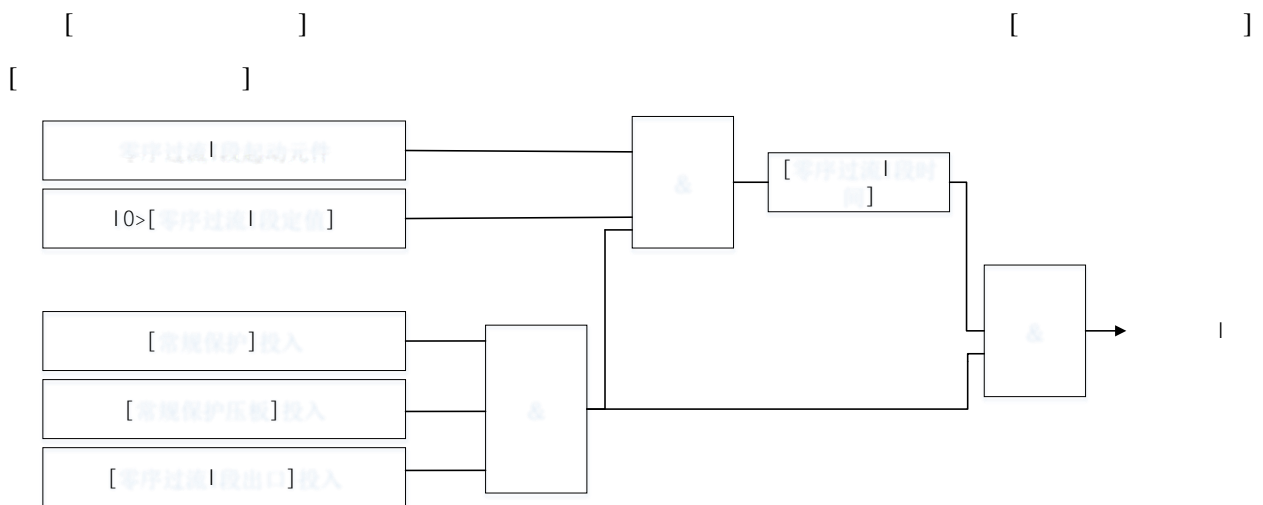 [ ] [ ]
[ ]
零序过流I段起动元件
I0>[零序过流I段定值]
&
[零序过流I段时
间]
[常规保护]投入
&
I
[常规保护压板]投入
&
[零序过流I段出口]投入